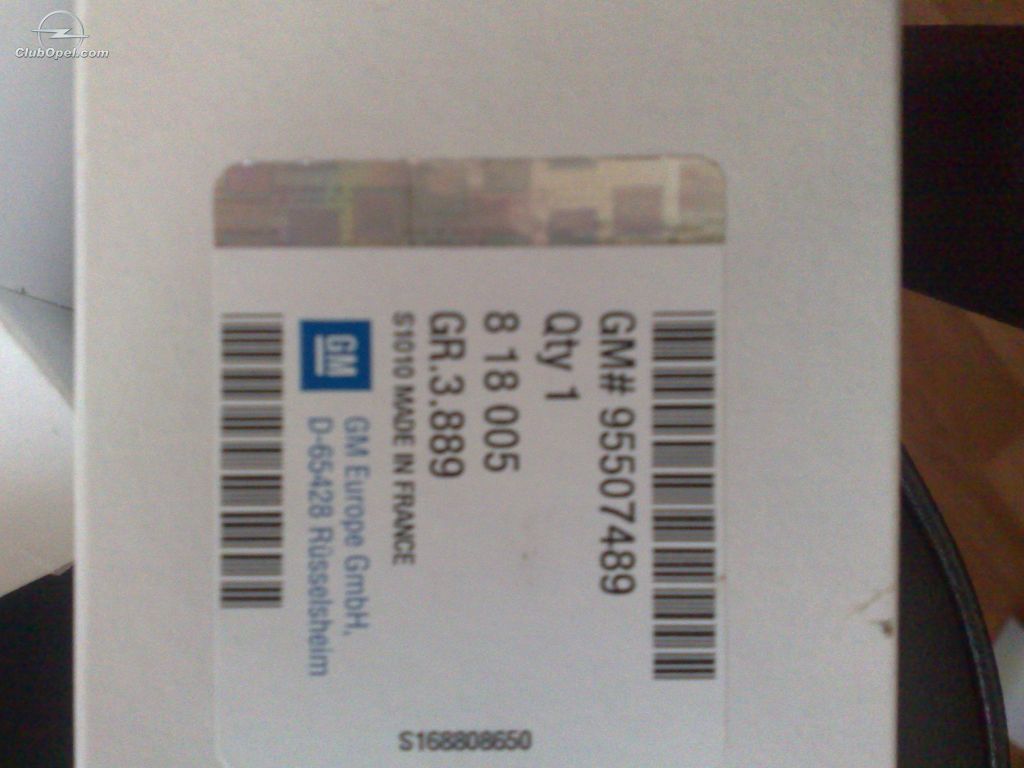 ClubOpel.com
GM# 95507489
Qty 1
8 18 005
GR.3.889
S1010 MADE IN FRANCE
GM
GM Europe GmbH,
D-65428 Rüsselsheim
S168808650